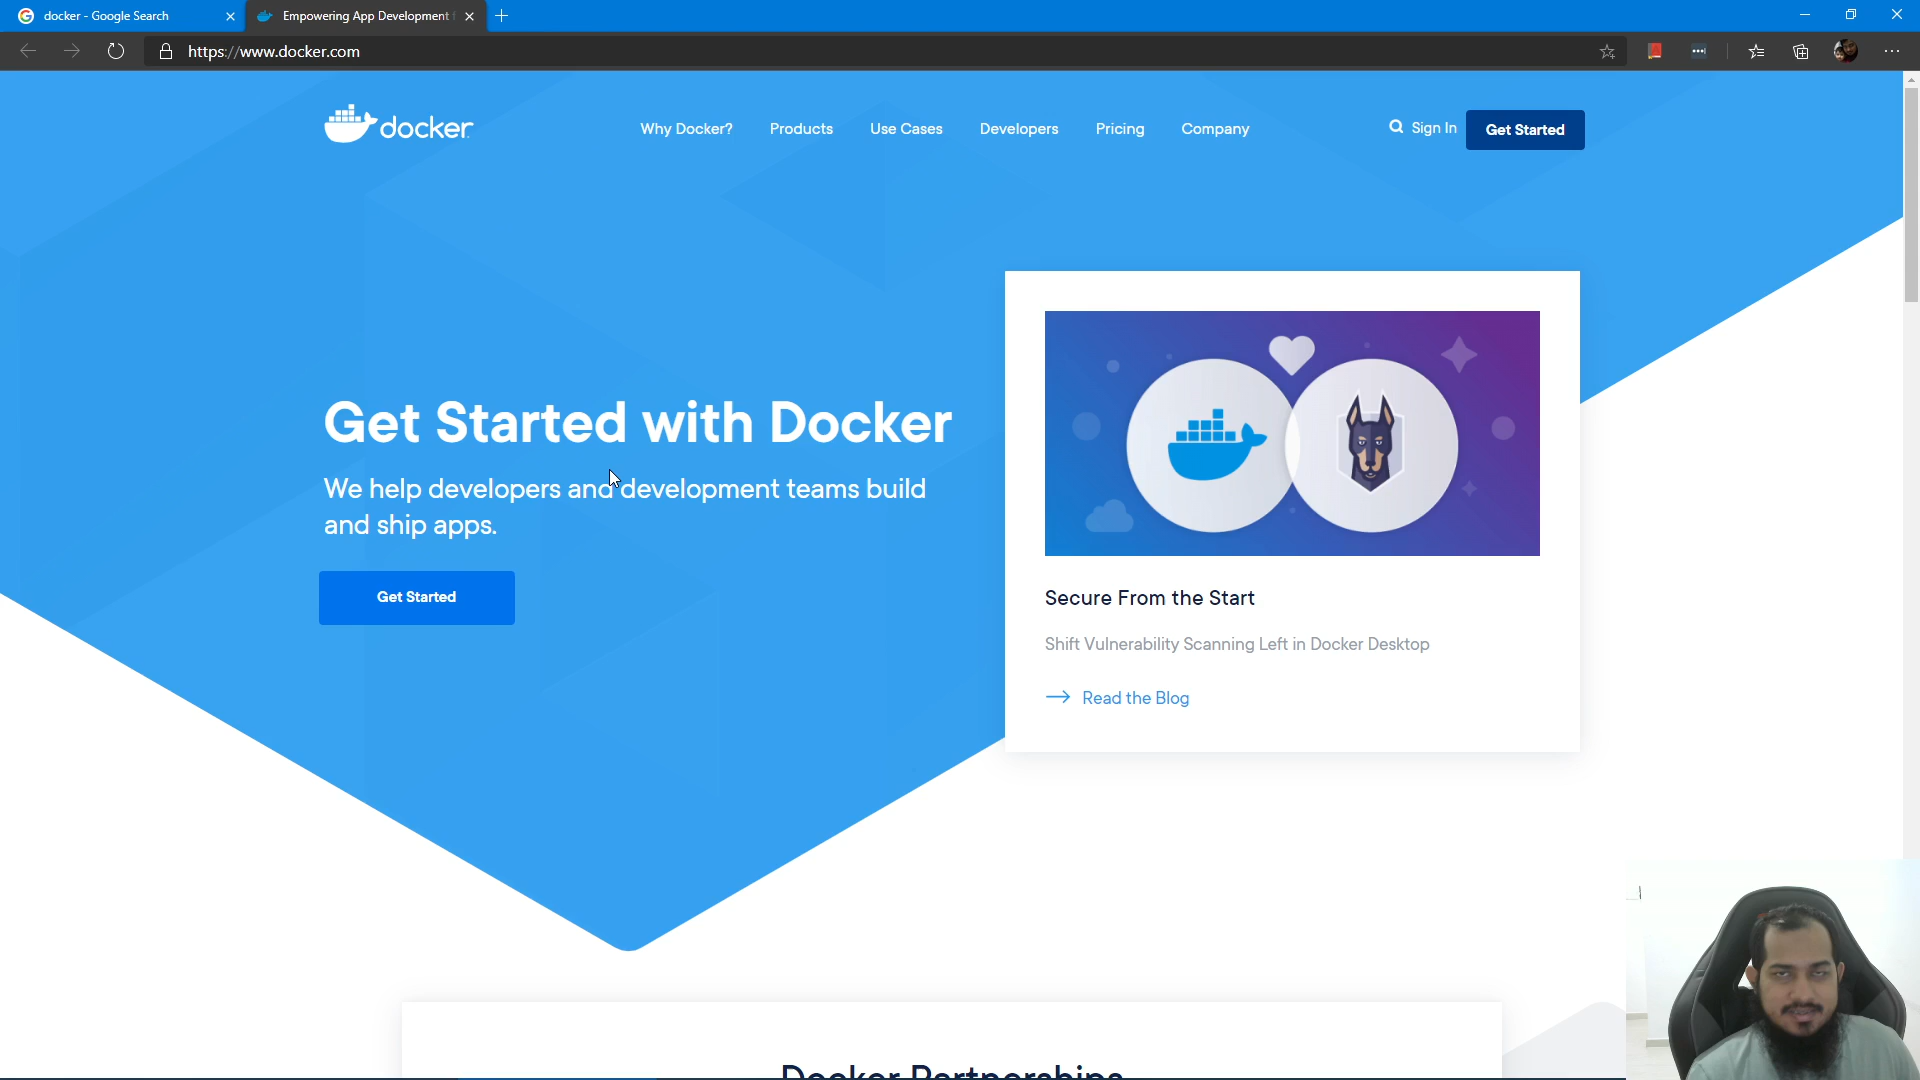 docker - Google Search
Empowering App Development
https://www.docker.com
docker
Why Docker?
Products
Use Cases
Developers
Pricing
Company
Sign In
Get Started
Get Started with Docker
We help developers and development teams build
and ship apps.
Get Started
Secure From the Start
Shift Vulnerability Scanning Left in Docker Desktop
Read the Blog
Docker Partnerships